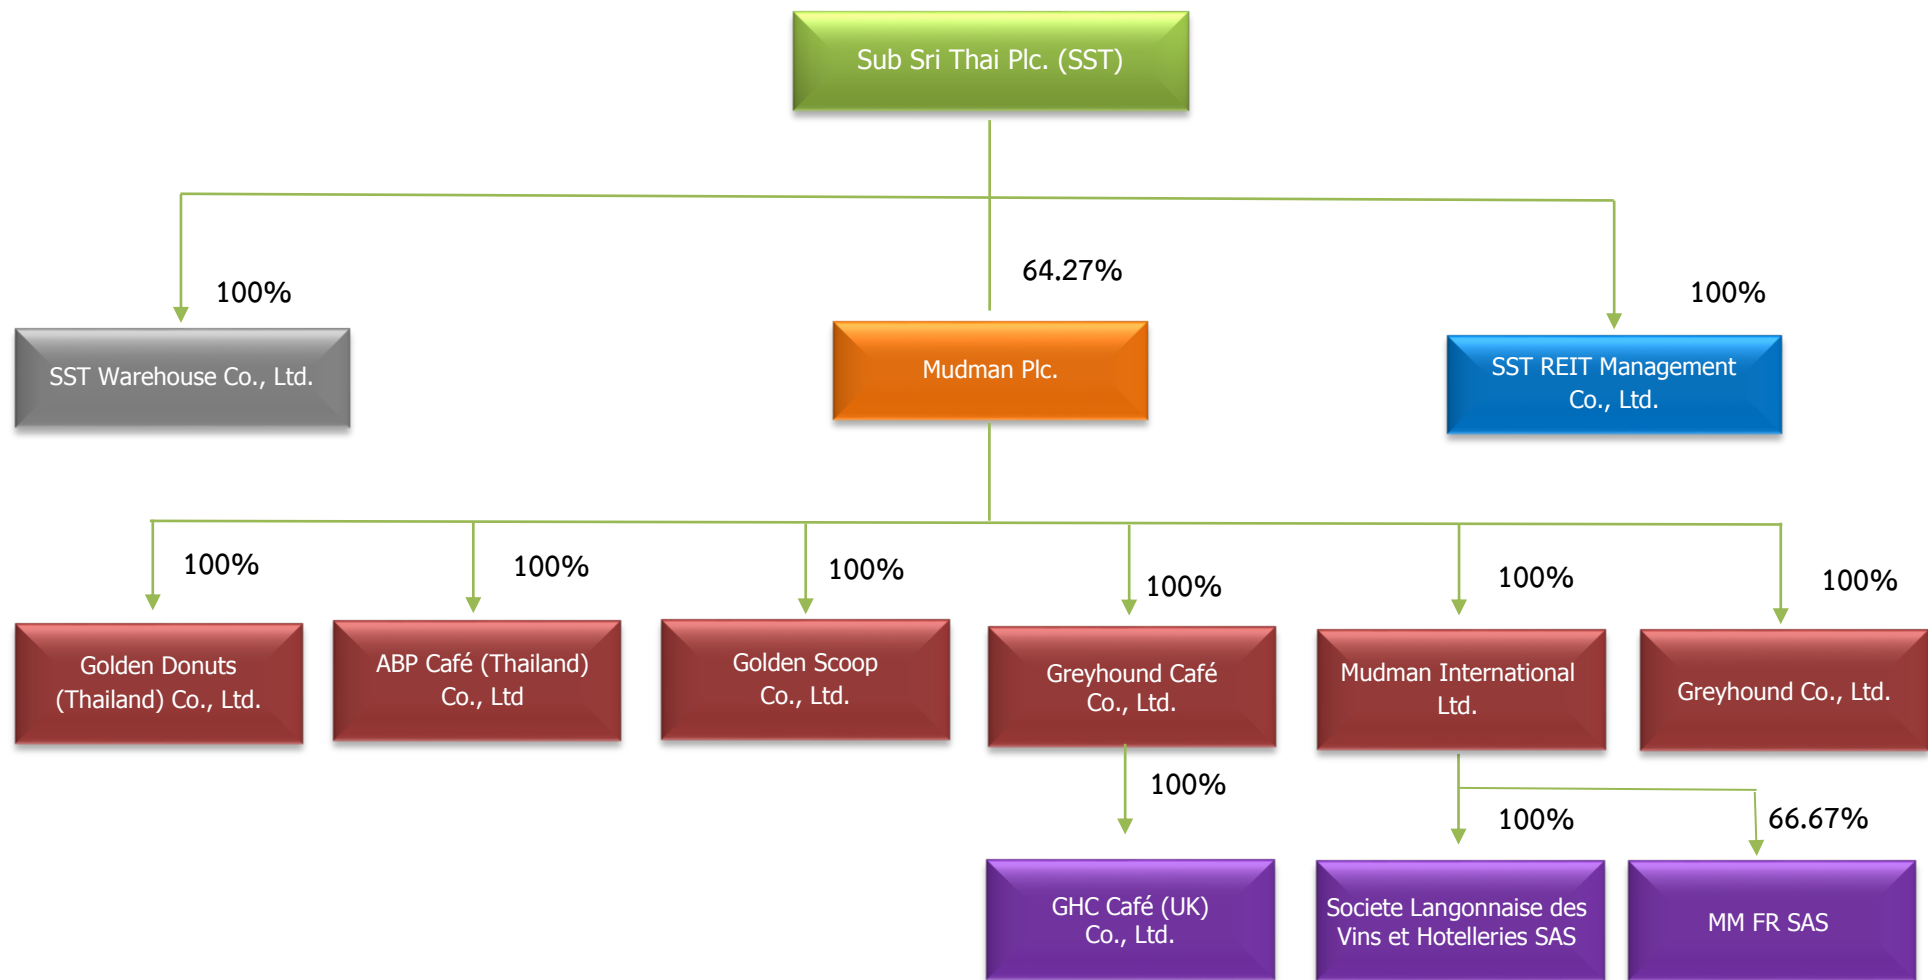 Sub Sri Thai Plc. (SST)
64.27%
100%
100%
SST Warehouse Co., Ltd.
Mudman Plc.
SST REIT Management
Co., Ltd.
100%
100%
100%
100%
100%
100%
Golden Donuts
(Thailand) Co., Ltd.
ABP Café (Thailand)
Co., Ltd
Golden Scoop
Co., Ltd.
Greyhound Café
Co., Ltd.
Mudman International
Ltd.
Greyhound Co., Ltd.
100%
100%
66.67%
GHC Café (UK)
Co., Ltd.
Societe Langonnaise des
Vins et Hotelleries SAS
MM FR SAS